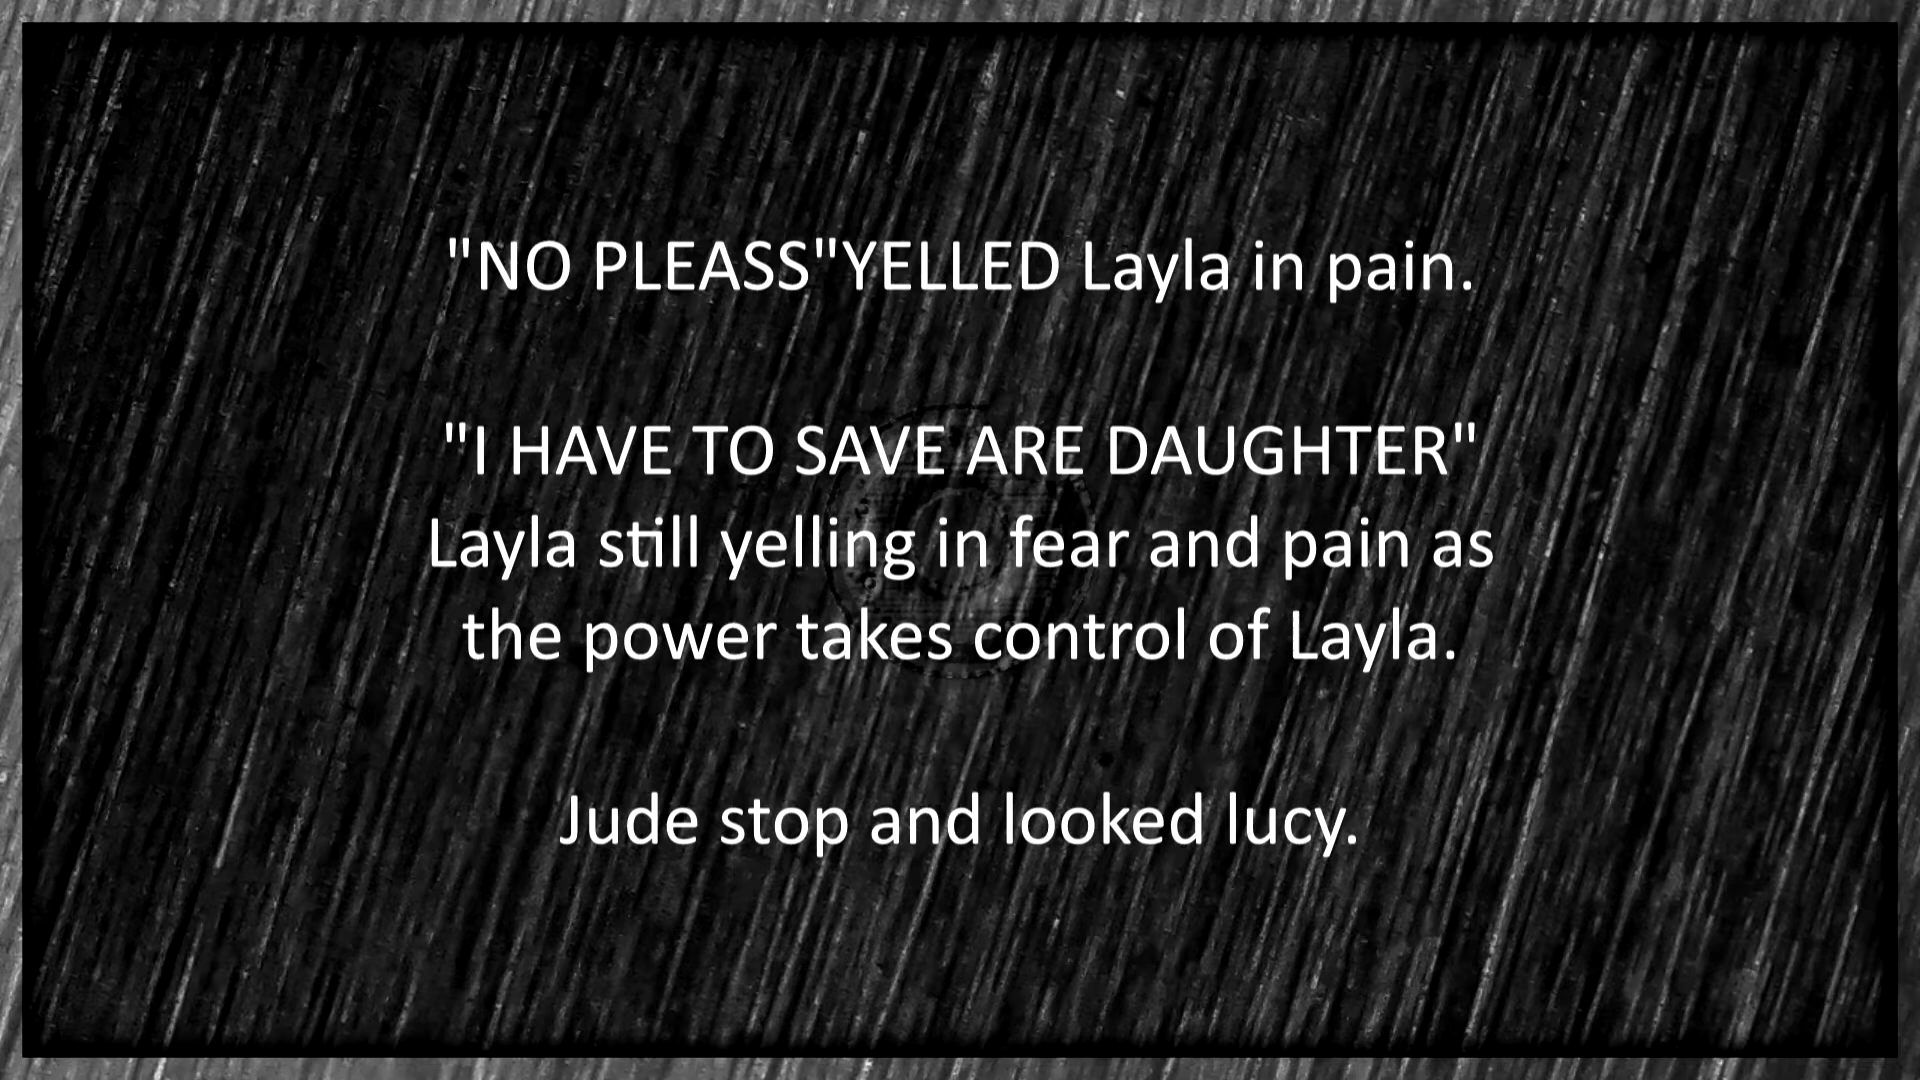 "NO PLEASS"YELLED Layla in pain.
"I HAVE TO SAVE ARE DAUGHTER"
Layla still yelling in fear and pain as
the power takes control of Layla.
Jude stop and looked lucy.